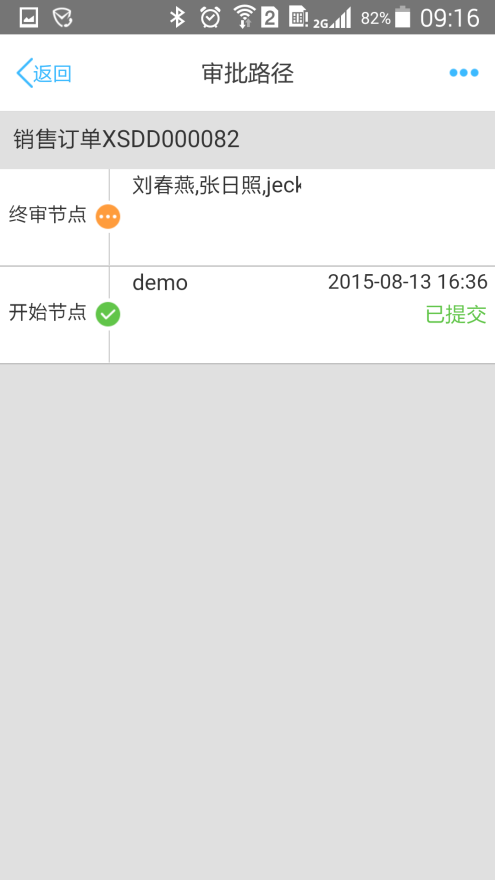 2 2G 82% 09:16
返回 审批路径
销售订单XSDD000082
刘春燕,张日照,jeck
终审节点
demo 2015-08-13 16:36
开始节点 已提交